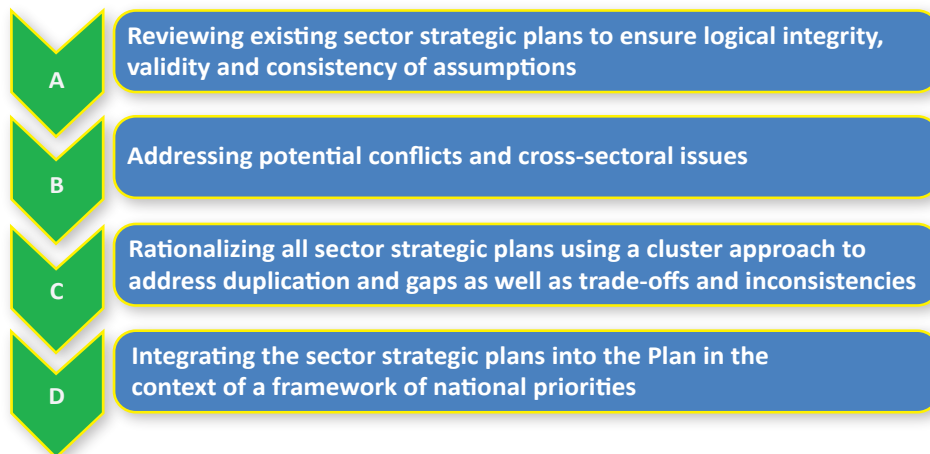 A
Reviewing existing sector strategic plans to ensure logical integrity,
validity and consistency of assumptions
B
Addressing potential conflicts and cross-sectoral issues
C
Rationalizing all sector strategic plans using a cluster approach to
address duplication and gaps as well as trade-offs and inconsistencies
D
Integrating the sector strategic plans into the Plan in the
context of a framework of national priorities